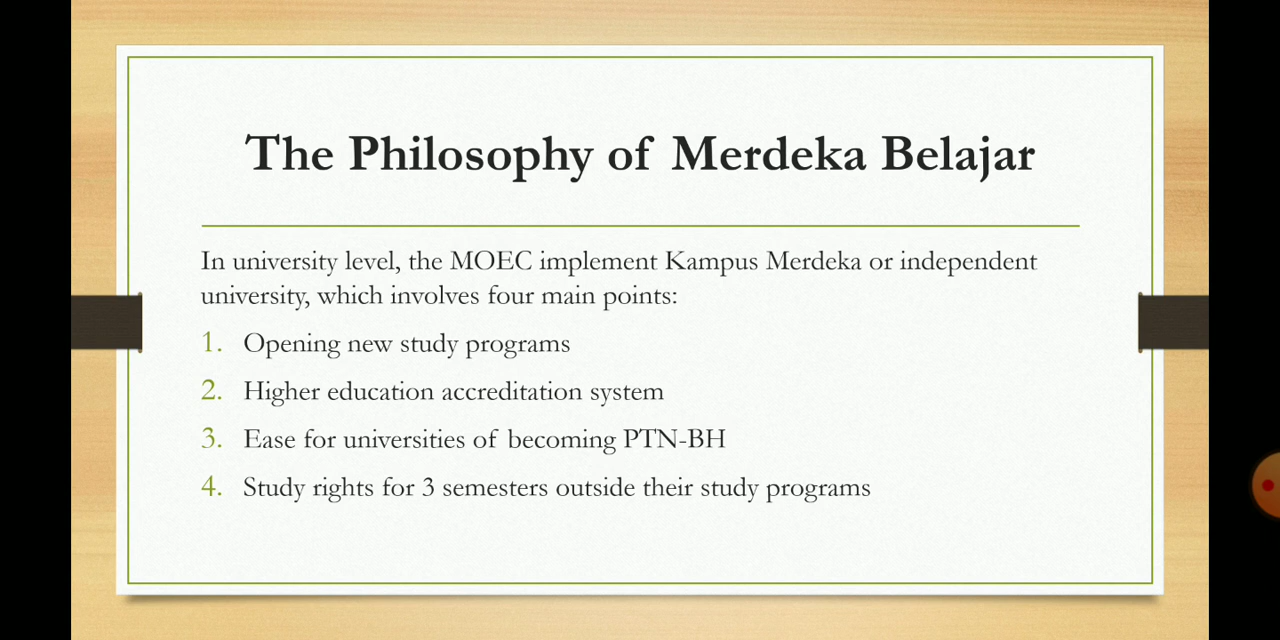 The Philosophy of Merdeka Belajar
In university level, the MOEC implement Kampus Merdeka or independent
university, which involves four main points:
1. Opening new study programs
2. Higher education accreditation system
3. Ease for universities of becoming PTN-BH
4. Study rights for 3 semesters outside their study programs